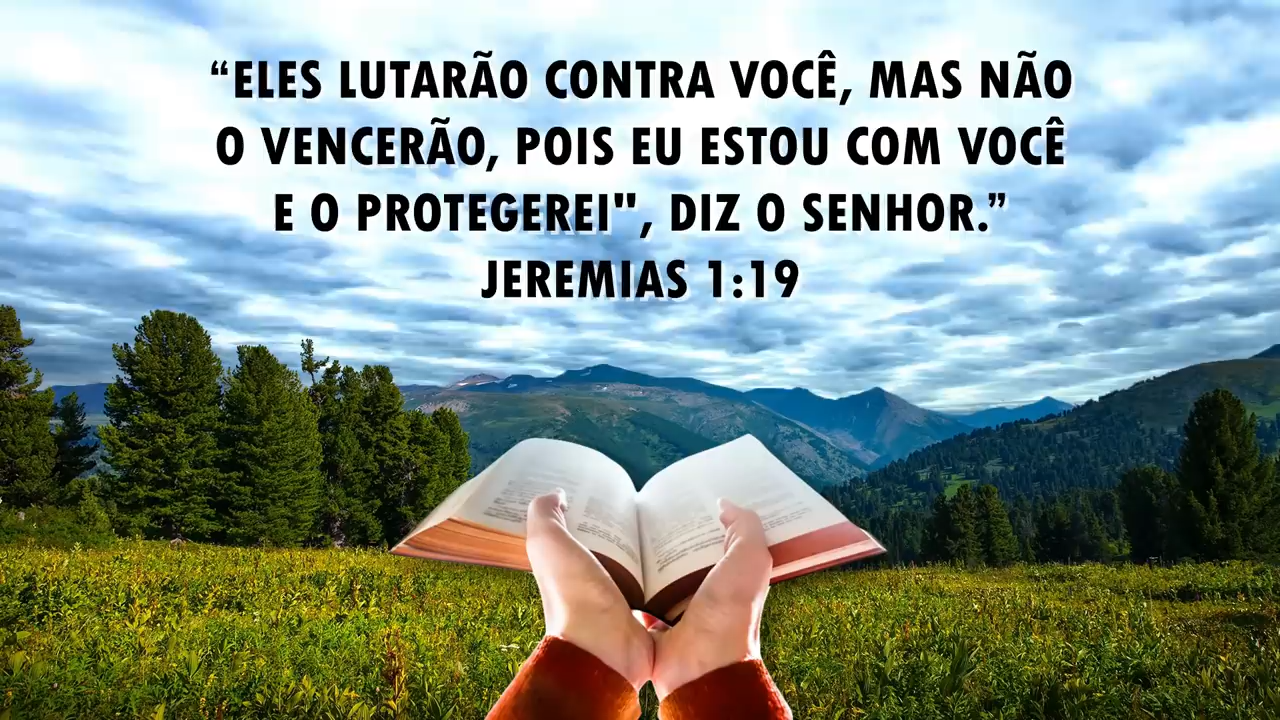 “ELES LUTARÃO CONTRA VOCÊ, MAS NÃO
O VENCERÃO, POIS EU ESTOU COM VOCÊ
E O PROTEGEREI", DIZ O SENHOR.”
JEREMIAS 1:19